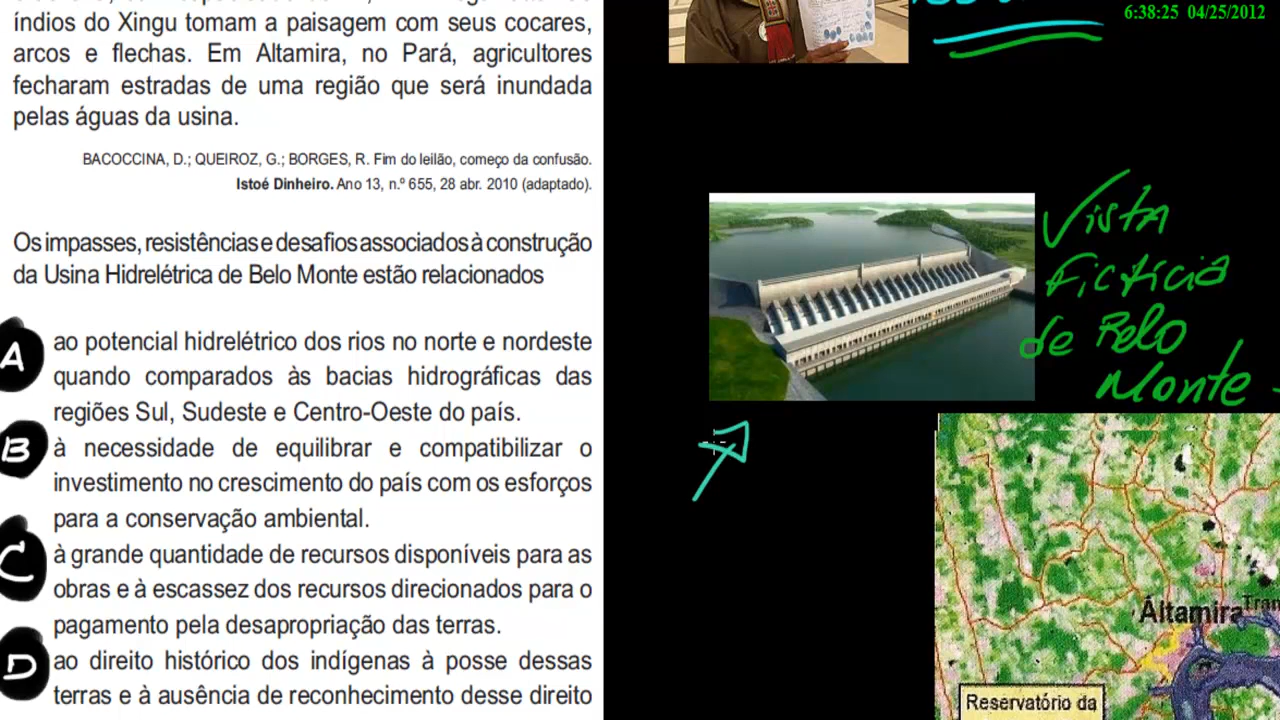 índios do Xingu tomam a paisagem com seus cocares,
arcos e flechas. Em Altamira, no Pará, agricultores
fecharam estradas de uma região que será inundada
pelas águas da usina.
BACOCCINA, D.; QUEIROZ, G.; BORGES, R. Fim do leilão, começo da confusão.
Istoé Dinheiro. Ano 13, n.º 655, 28 abr. 2010 (adaptado).
Os impasses, resistências e desafios associados à construção
da Usina Hidrelétrica de Belo Monte estão relacionados
A
ao potencial hidrelétrico dos rios no norte e nordeste
quando comparados às bacias hidrográficas das
regiões Sul, Sudeste e Centro-Oeste do país.
B
à necessidade de equilibrar e compatibilizar o
investimento no crescimento do país com os esforços
para a conservação ambiental.
C
à grande quantidade de recursos disponíveis para as
obras e à escassez dos recursos direcionados para o
pagamento pela desapropriação das terras.
D
ao direito histórico dos indígenas à posse dessas
terras e à ausência de reconhecimento desse direito
6:38:25 04/25/2012
Vista
Fictícia
de Belo
Monte
Altamira
Reservatório da